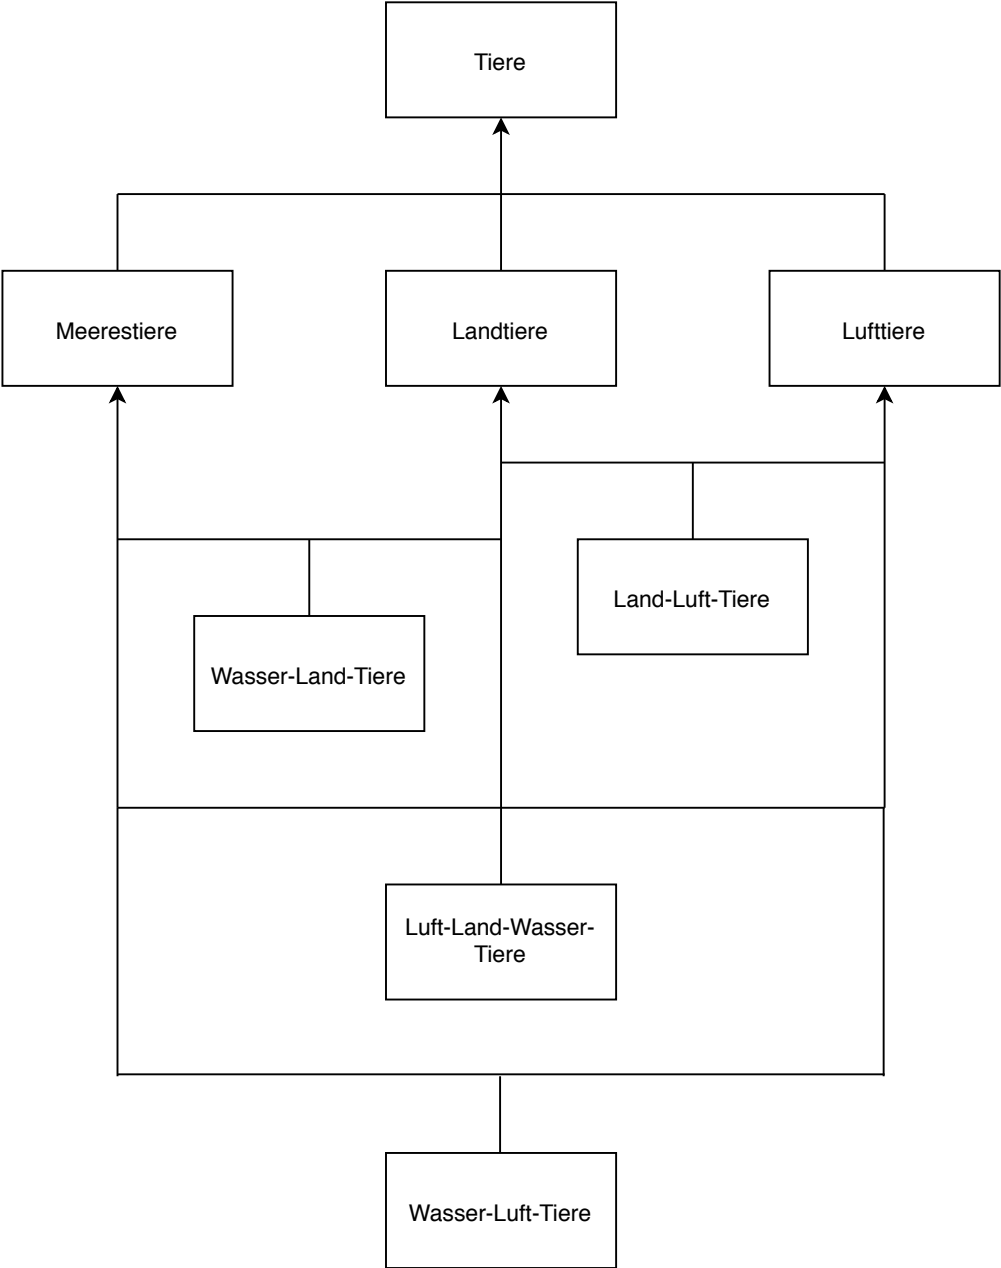 Tiere
Meerestiere
Landtiere
Lufttiere
Land-Luft-Tiere
Wasser-Land-Tiere
Luft-Land-Wasser-
Tiere
Wasser-Luft-Tiere